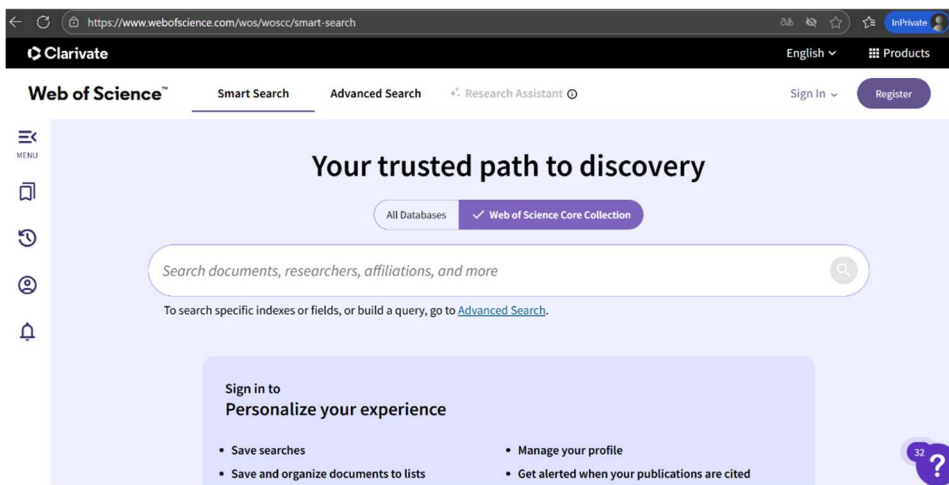 https://www.webofscience.com/wos/woscc/smart-search
InPrivate
Clarivate
English
Products
Web of Science™
Smart Search
Advanced Search
Research Assistant
Sign In
Register
MENU
Your trusted path to discovery
All Databases
Web of Science Core Collection
Search documents, researchers, affiliations, and more
To search specific indexes or fields, or build a query, go to Advanced Search.
Sign in to
Personalize your experience
• Save searches
• Manage your profile
• Save and organize documents to lists
• Get alerted when your publications are cited
32
?